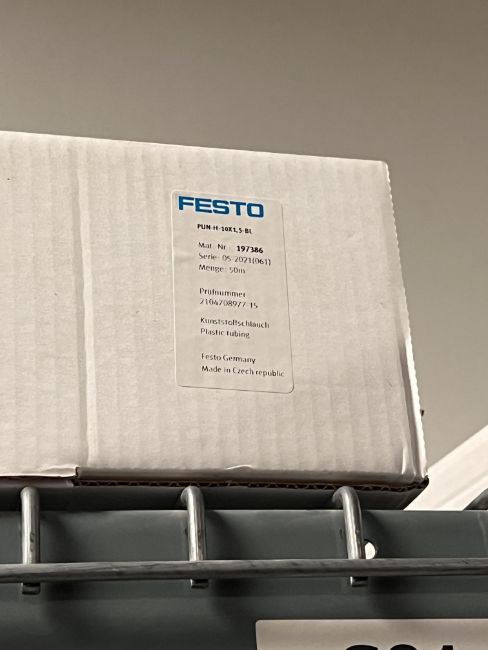 FESTO
PUN-H-10X1,5-BL
Mat. Nr. 197386
Serie: 05 2021(061)
Menge: 50m
Prüfnummer
2104708977-15
Kunststoffschlauch
Plastic tubing
Festo Germany
Made in Czech republic